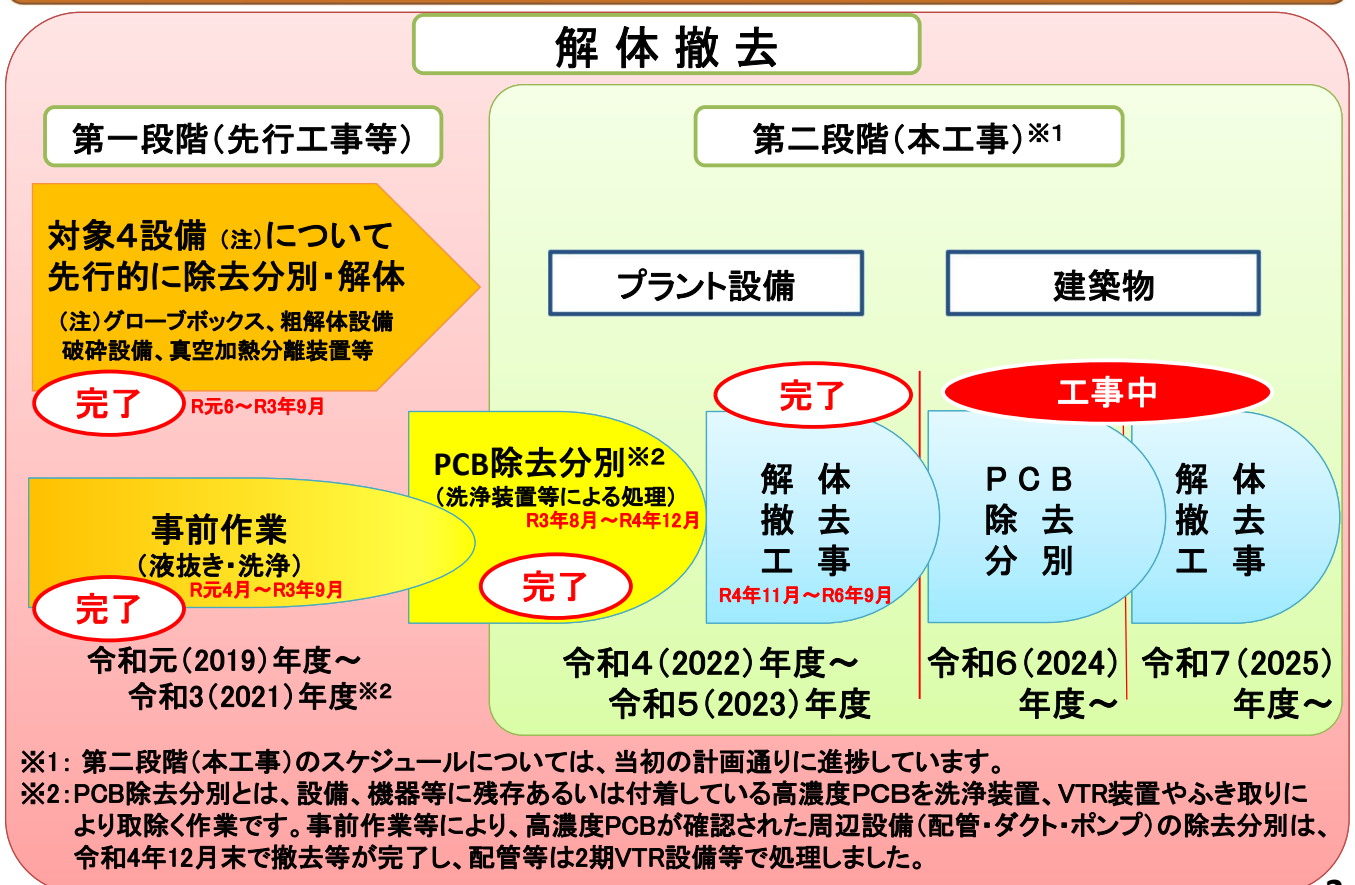 解体撤去
第一段階(先行工事等)
対象4設備(注)について
先行的に除去分別・解体
(注)グローブボックス、粗解体設備
破砕設備、真空加熱分離装置等
完了
R元6～R3年9月
事前作業
(液抜き・洗浄)
R元4月～R3年9月
完了
令和元(2019)年度～
令和3(2021)年度※2
第二段階(本工事)※1
プラント設備
建築物
PCB除去分別※2
(洗浄装置等による処理)
R3年8月～R4年12月
完了
完了
解体
撤去
工事
R4年11月～R6年9月
工事中
PCB
除去
分別
解体
撤去
工事
令和4(2022)年度～
令和5(2023)年度
令和6(2024)
年度～
令和7(2025)
年度～
※1: 第二段階(本工事)のスケジュールについては、当初の計画通りに進捗しています。
※2:PCB除去分別とは、設備、機器等に残存あるいは付着している高濃度PCBを洗浄装置、VTR装置やふき取りに
より取除く作業です。事前作業等により、高濃度PCBが確認された周辺設備(配管・ダクト・ポンプ)の除去分別は、
令和4年12月末で撤去等が完了し、配管等は2期VTR設備等で処理しました。